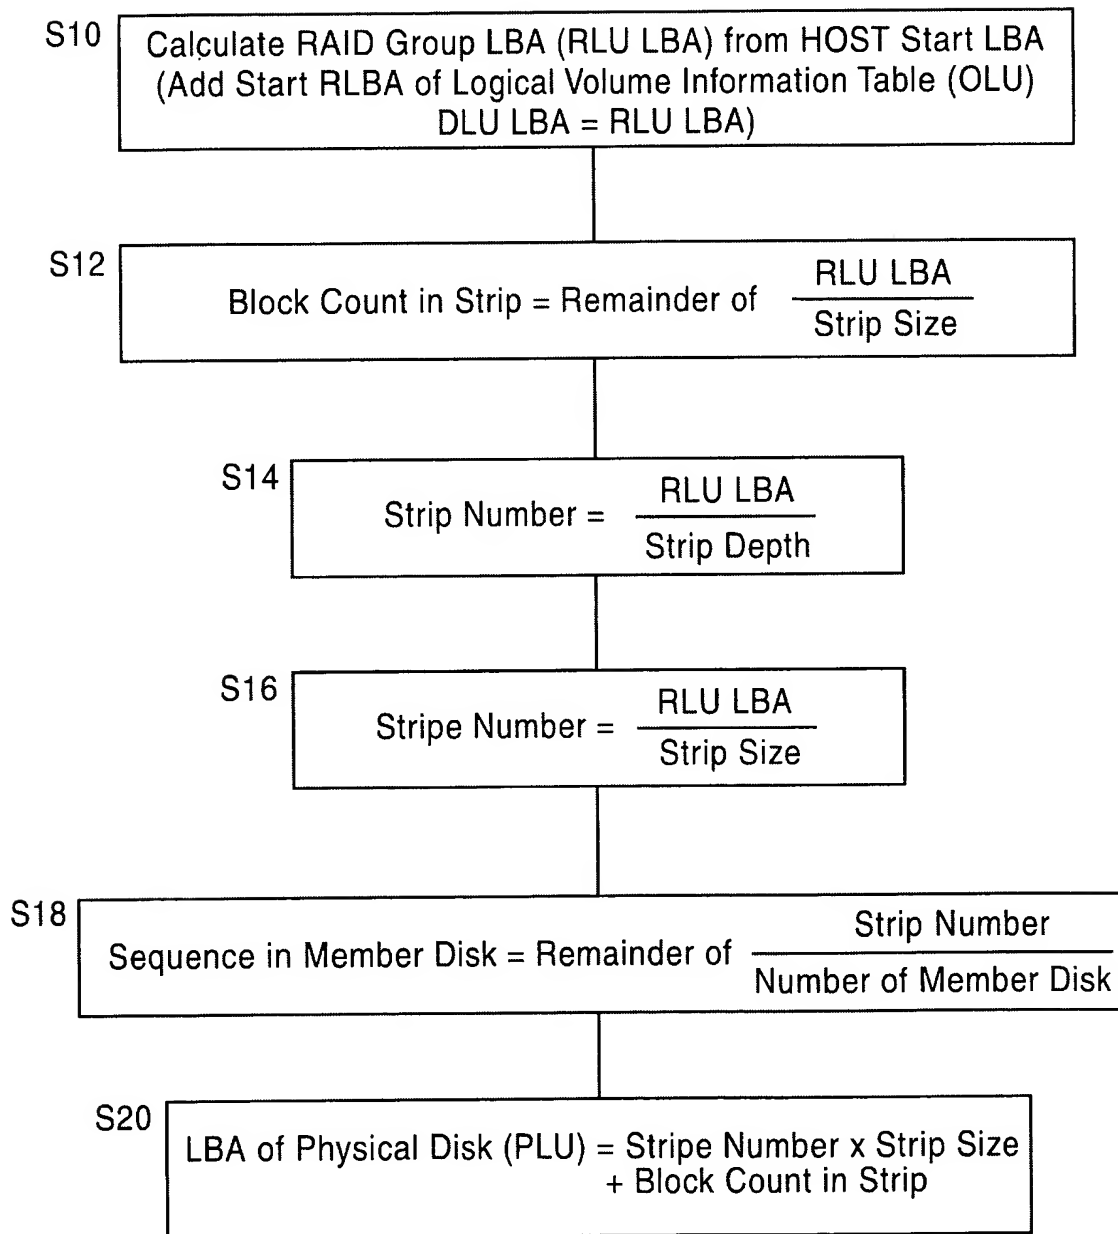 S10
Calculate RAID Group LBA (RLU LBA) from HOST Start LBA
(Add Start RLBA of Logical Volume Information Table (OLU)
DLU LBA = RLU LBA)
S12
Block Count in Strip = Remainder of RLU LBA
Strip Size
S14
Strip Number = RLU LBA
Strip Depth
S16
Stripe Number = RLU LBA
Strip Size
S18
Sequence in Member Disk = Remainder of Strip Number
Number of Member Disk
S20
LBA of Physical Disk (PLU) = Stripe Number x Strip Size
+ Block Count in Strip